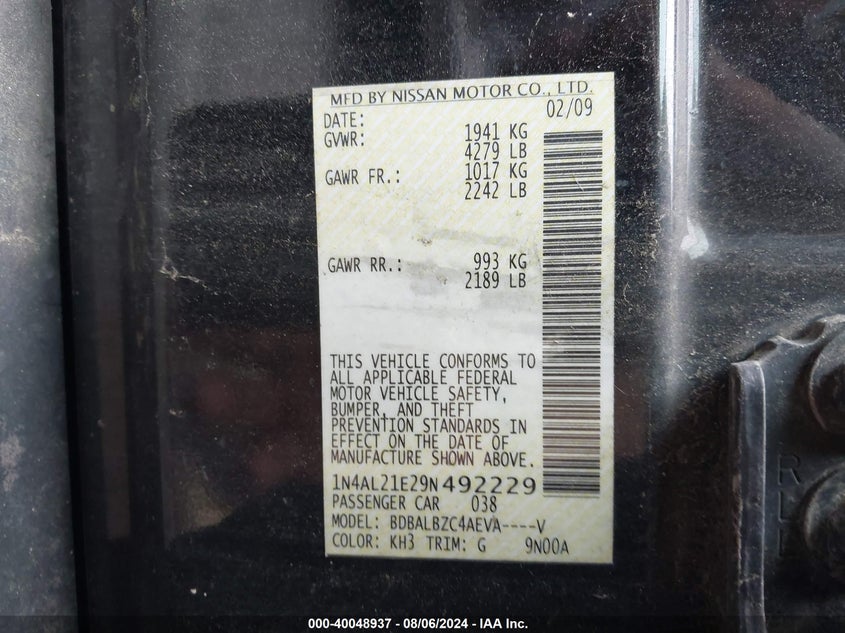 MFD BY NISSAN MOTOR CO., LTD.
DATE: 02/09
GVWR: 1941 KG
4279 LB
GAWR FR.: 1017 KG
2242 LB
GAWR RR.: 993 KG
2189 LB
THIS VEHICLE CONFORMS TO
ALL APPLICABLE FEDERAL
MOTOR VEHICLE SAFETY,
BUMPER, AND THEFT
PREVENTION STANDARDS IN
EFFECT ON THE DATE OF
MANUFACTURE SHOWN ABOVE.
1N4AL21E29N492229
PASSENGER CAR 038
MODEL: BDBALBZC4AEVA----V
COLOR: KH3 TRIM: G 9N00A
000-40048937 - 08/06/2024 - IAA Inc.